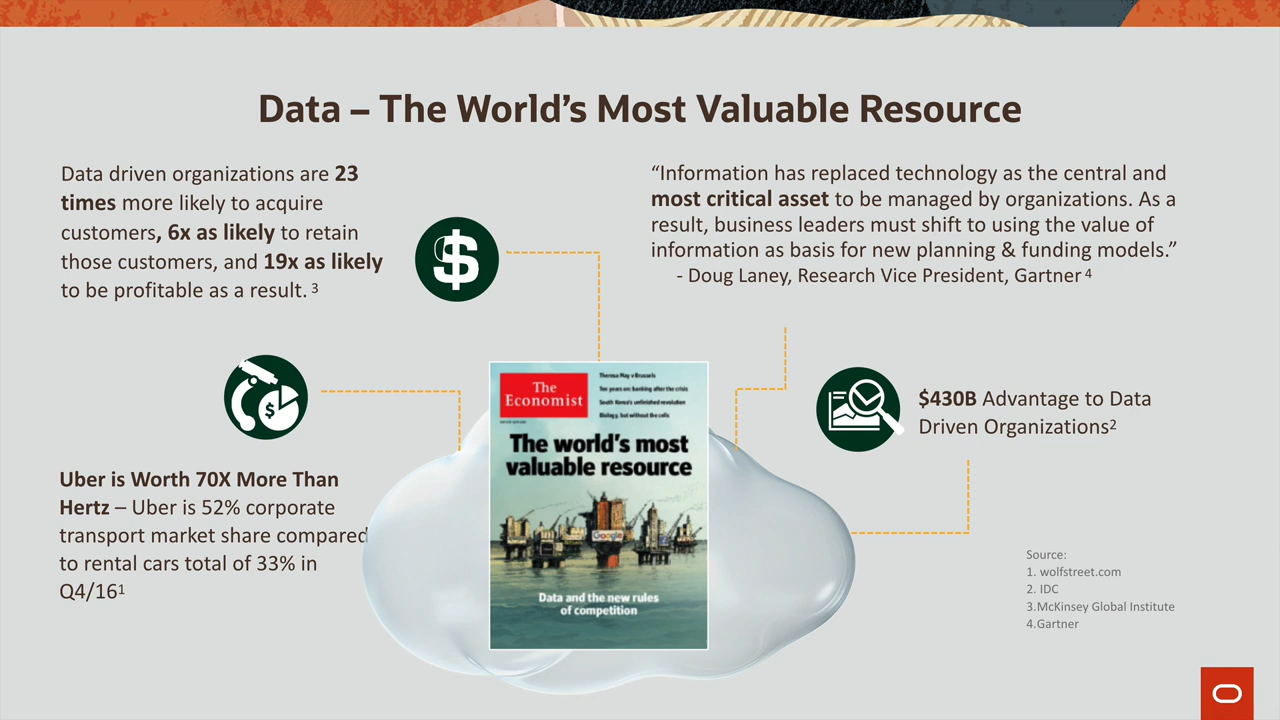 Data – The World’s Most Valuable Resource
Data driven organizations are 23
times more likely to acquire
customers, 6x as likely to retain
those customers, and 19x as likely
to be profitable as a result. 3
“Information has replaced technology as the central and
most critical asset to be managed by organizations. As a
result, business leaders must shift to using the value of
information as basis for new planning & funding models.”
- Doug Laney, Research Vice President, Gartner 4
$
$
The
Economist
Theresa May v Brussels
Ten years on: banking after the crisis
South Korea's unfinished revolution
Biology, but without the cells
The world's most
valuable resource
Google
Data and the new rules
of competition
$430B Advantage to Data
Driven Organizations2
Uber is Worth 70X More Than
Hertz – Uber is 52% corporate
transport market share compared
to rental cars total of 33% in
Q4/161
Source:
1. wolfstreet.com
2. IDC
3.McKinsey Global Institute
4.Gartner